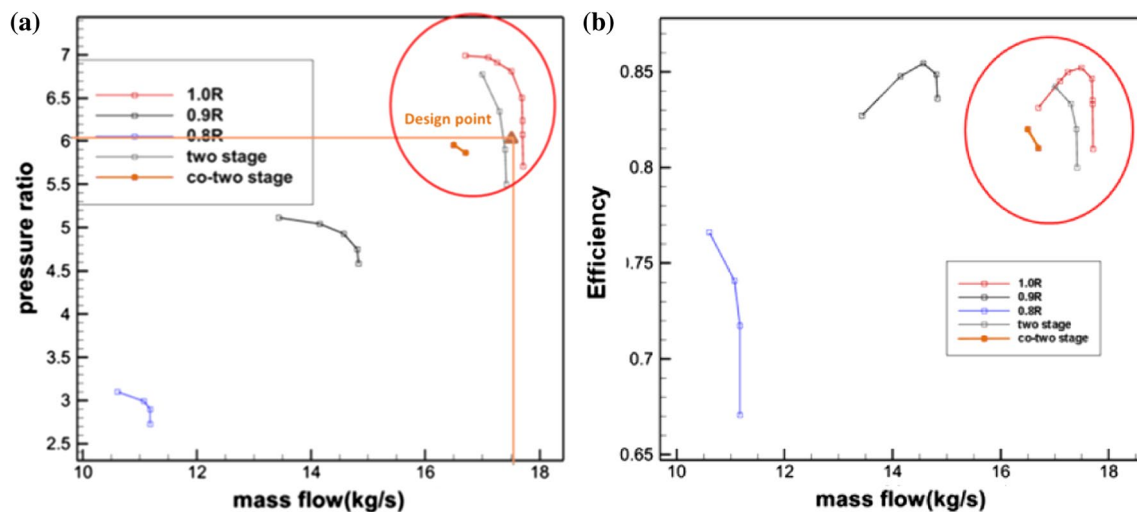 (a)
7
6.5
6
5.5
5
4.5
4
3.5
3
2.5
pressure ratio
10 12 14 16 18
mass flow(kg/s)
1.0R
0.9R
0.8R
two stage
co-two stage
Design point
(b)
0.85
0.8
1.75
0.7
0.65
Efficiency
10 12 14 16 18
mass flow(kg/s)
1.0R
0.9R
0.8R
two stage
co-two stage